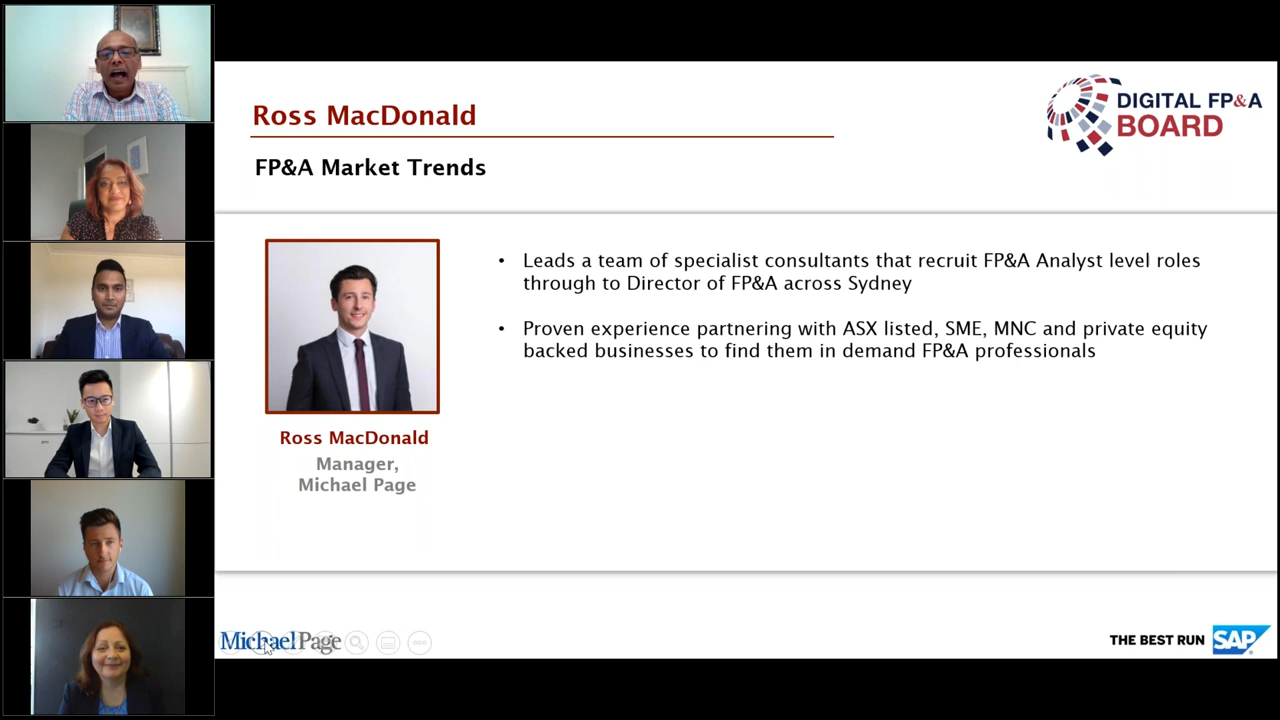 Ross MacDonald
DIGITAL FP&A
BOARD
FP&A Market Trends
• Leads a team of specialist consultants that recruit FP&A Analyst level roles
through to Director of FP&A across Sydney
• Proven experience partnering with ASX listed, SME, MNC and private equity
backed businesses to find them in demand FP&A professionals
Ross MacDonald
Manager,
Michael Page
Michael Page
THE BEST RUN SAP